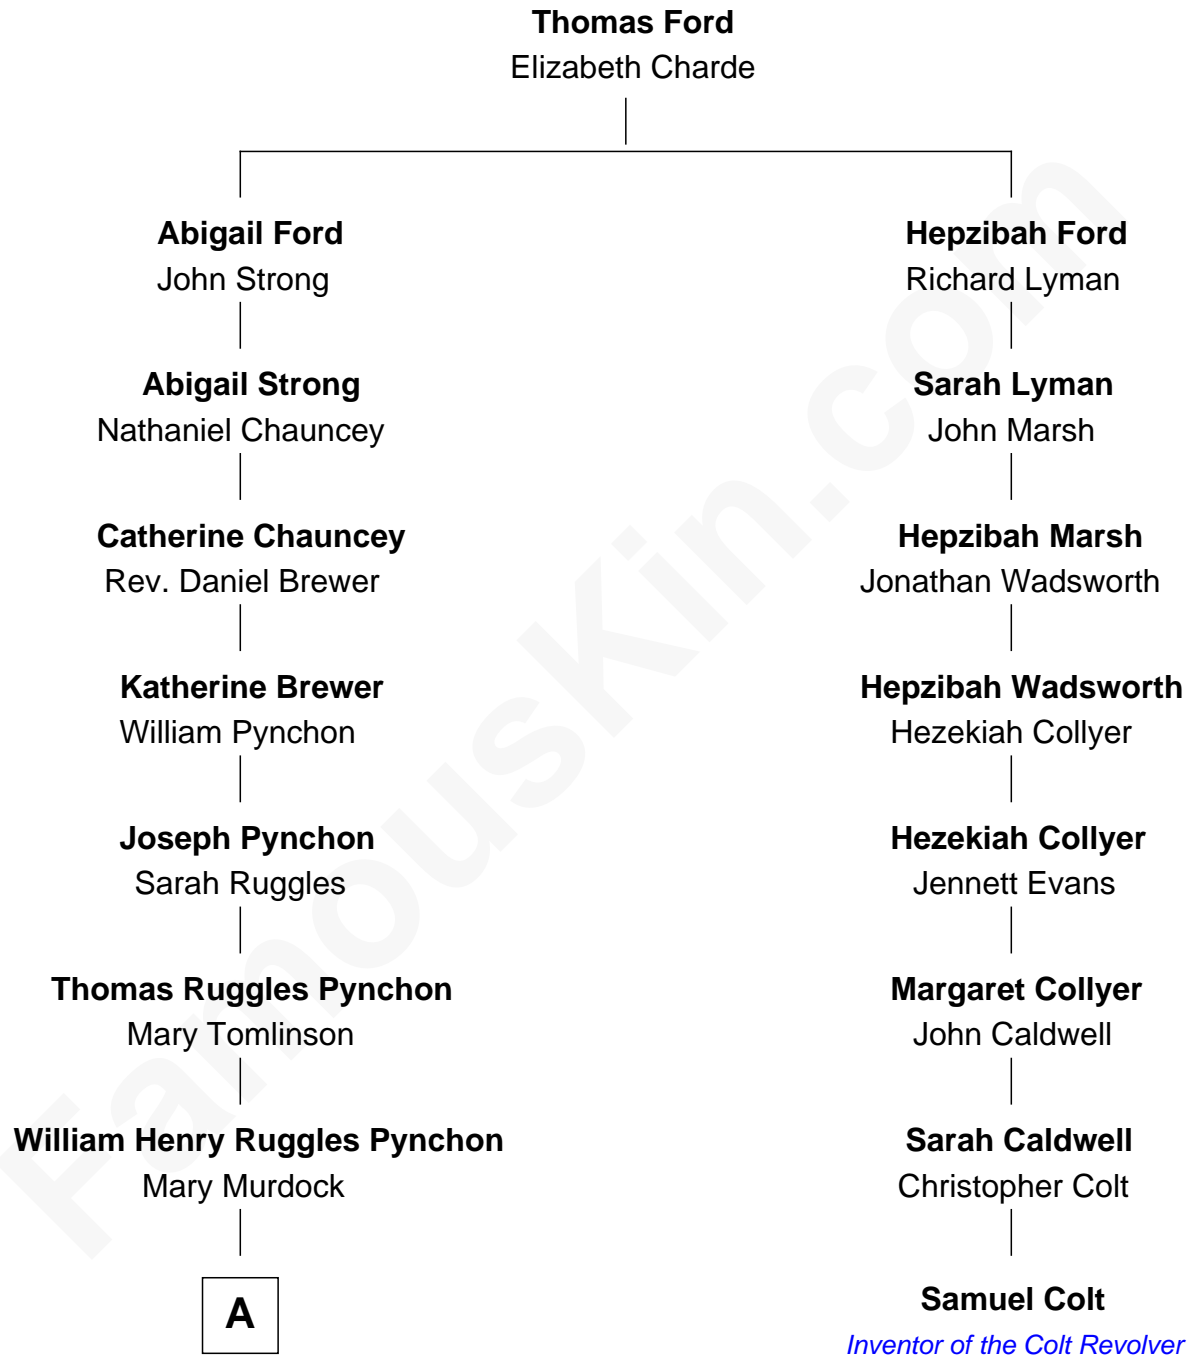 Thomas Ford
Elizabeth Charde
Abigail Ford
John Strong
Hepzibah Ford
Richard Lyman
Abigail Strong
Nathaniel Chauncey
Sarah Lyman
John Marsh
Catherine Chauncey
Rev. Daniel Brewer
Hepzibah Marsh
Jonathan Wadsworth
Katherine Brewer
William Pynchon
Hepzibah Wadsworth
Hezekiah Collyer
Joseph Pynchon
Sarah Ruggles
Hezekiah Collyer
Jennett Evans
Thomas Ruggles Pynchon
Mary Tomlinson
Margaret Collyer
John Caldwell
William Henry Ruggles Pynchon
Mary Murdock
Sarah Caldwell
Christopher Colt
A
Samuel Colt
Inventor of the Colt Revolver
FamousKin.com